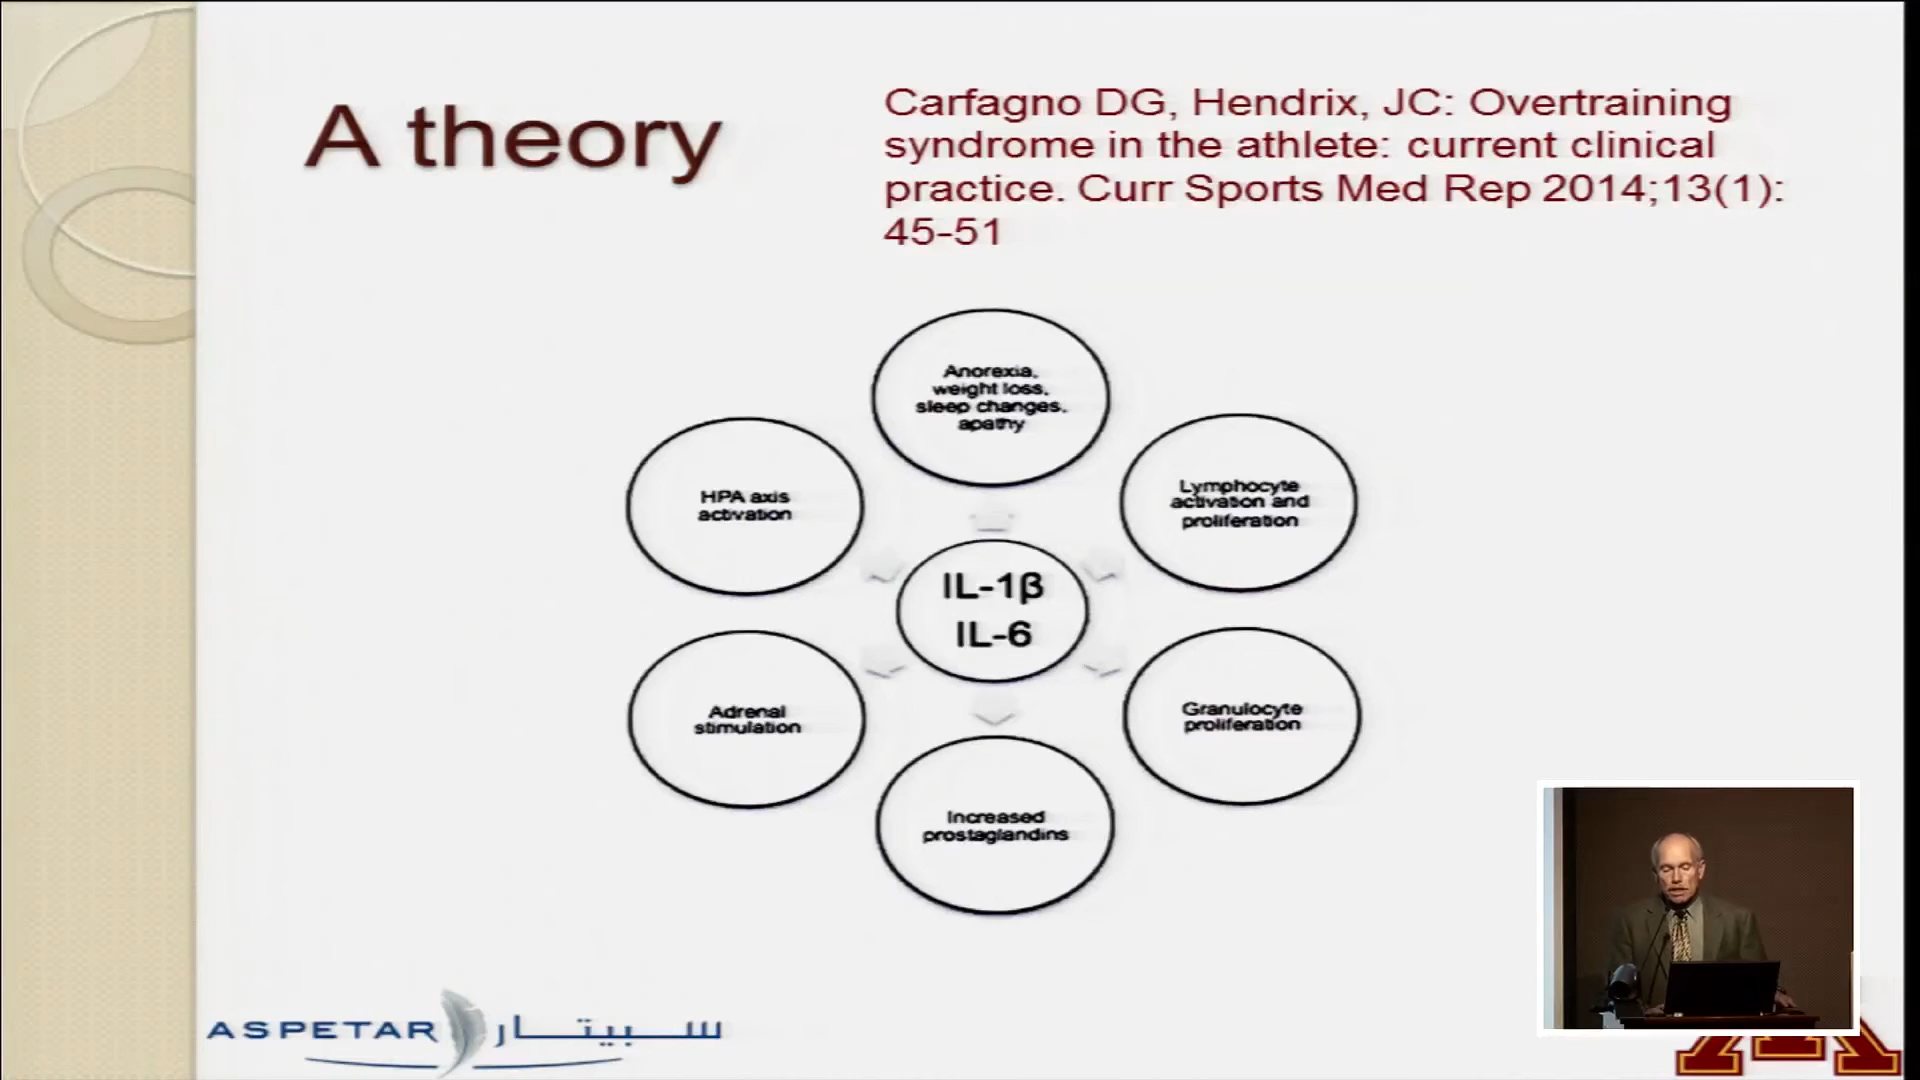 A theory
Carfagno DG, Hendrix, JC: Overtraining
syndrome in the athlete: current clinical
practice. Curr Sports Med Rep 2014;13(1):
45-51
Anorexia,
weight loss,
sleep changes,
apathy
HPA axis
activation
Lymphocyte
activation and
proliferation
IL-1β
IL-6
Adrenal
stimulation
Granulocyte
proliferation
Increased
prostaglandins
ASPETAR سبيتار